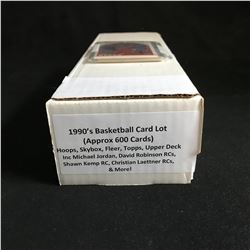 1990's Basketball Card Lot
(Approx 600 Cards)
Hoops, Skybox, Fleer, Topps, Upper Deck
Inc Michael Jordan, David Robinson RCs,
Shawn Kemp RC, Christian Laettner RCs,
& More!